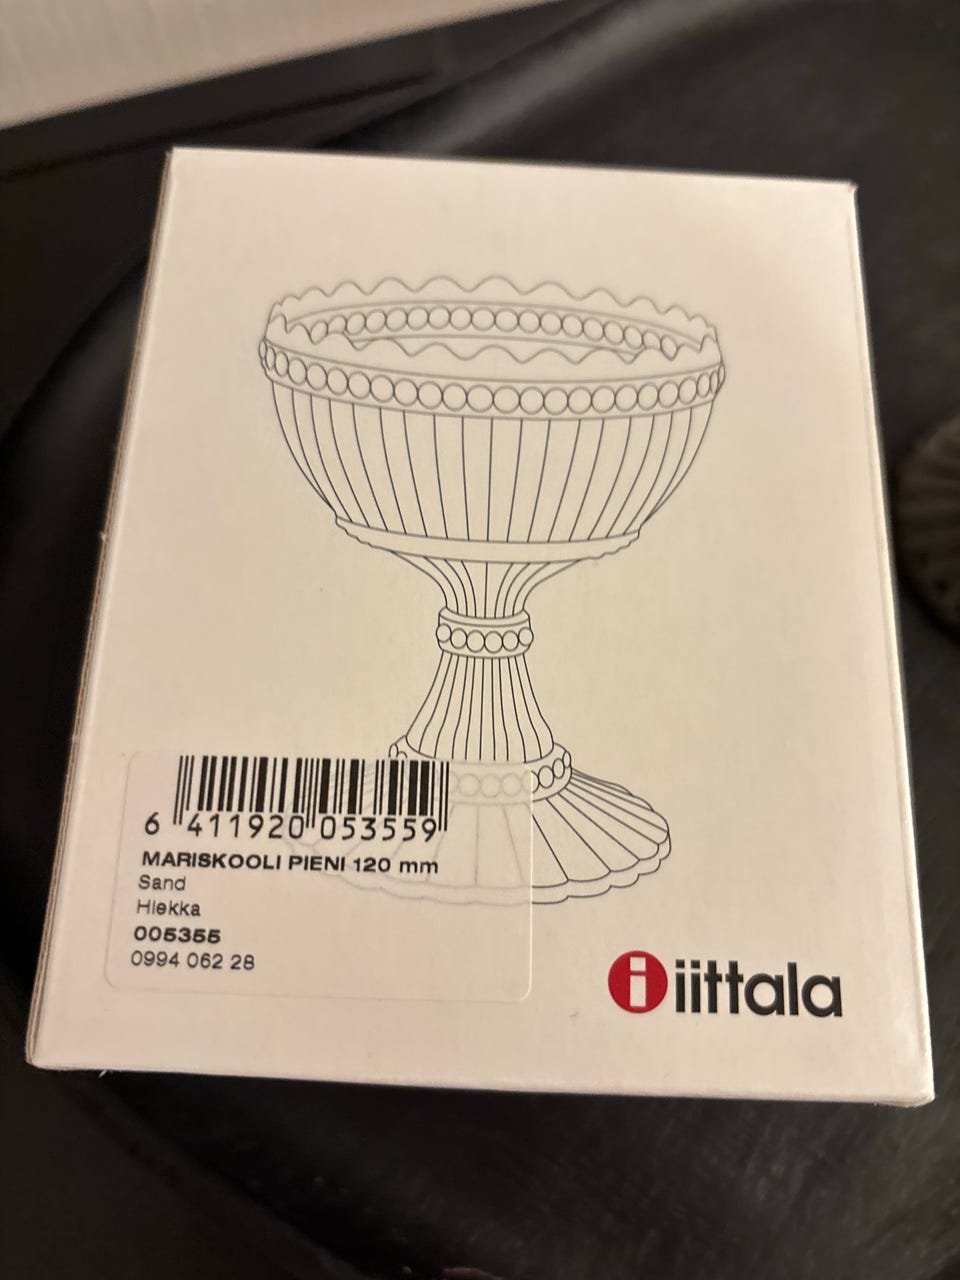 6 411920 053559
MARISKOOLI PIENI 120 mm
Sand
Hiekka
005355
0994 062 28
iittala